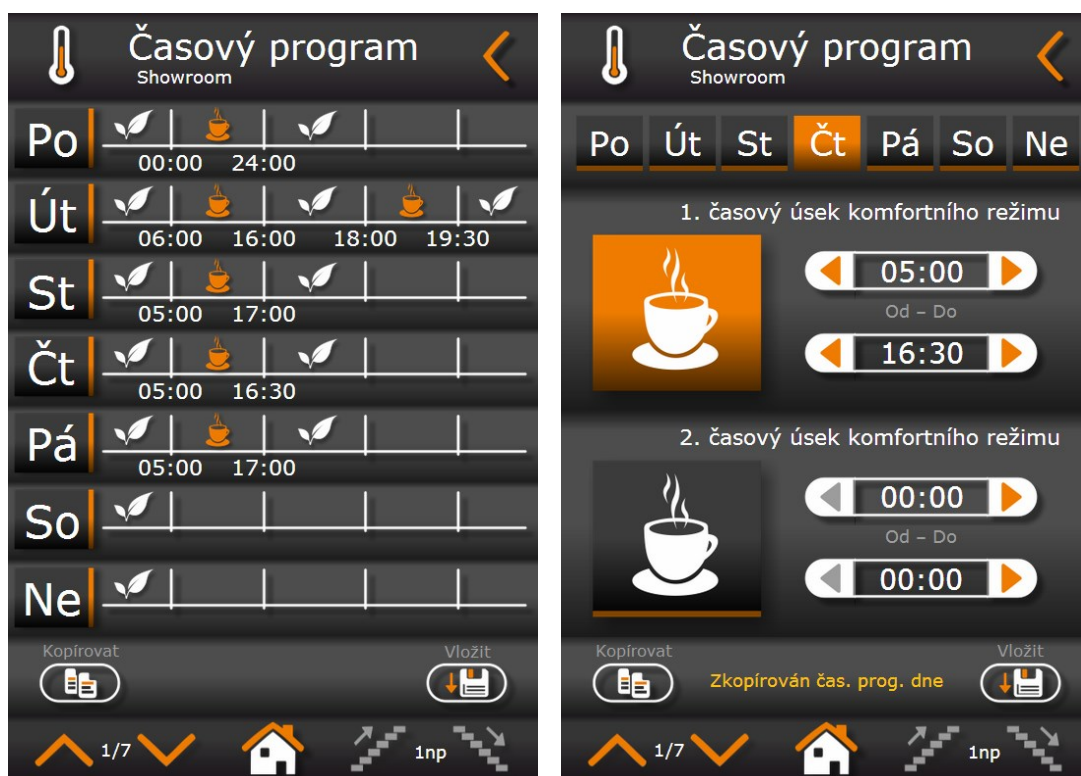 Časový program
Showroom
Po
00:00 24:00
Út
06:00 16:00 18:00 19:30
St
05:00 17:00
Čt
05:00 16:30
Pá
05:00 17:00
So
Ne
Kopírovat Vložit
1/7 1np
Časový program
Showroom
Po Út St Čt Pá So Ne
1. časový úsek komfortního režimu
05:00
Od – Do
16:30
2. časový úsek komfortního režimu
00:00
Od – Do
00:00
Kopírovat Vložit
Zkopírován čas. prog. dne
1/7 1np